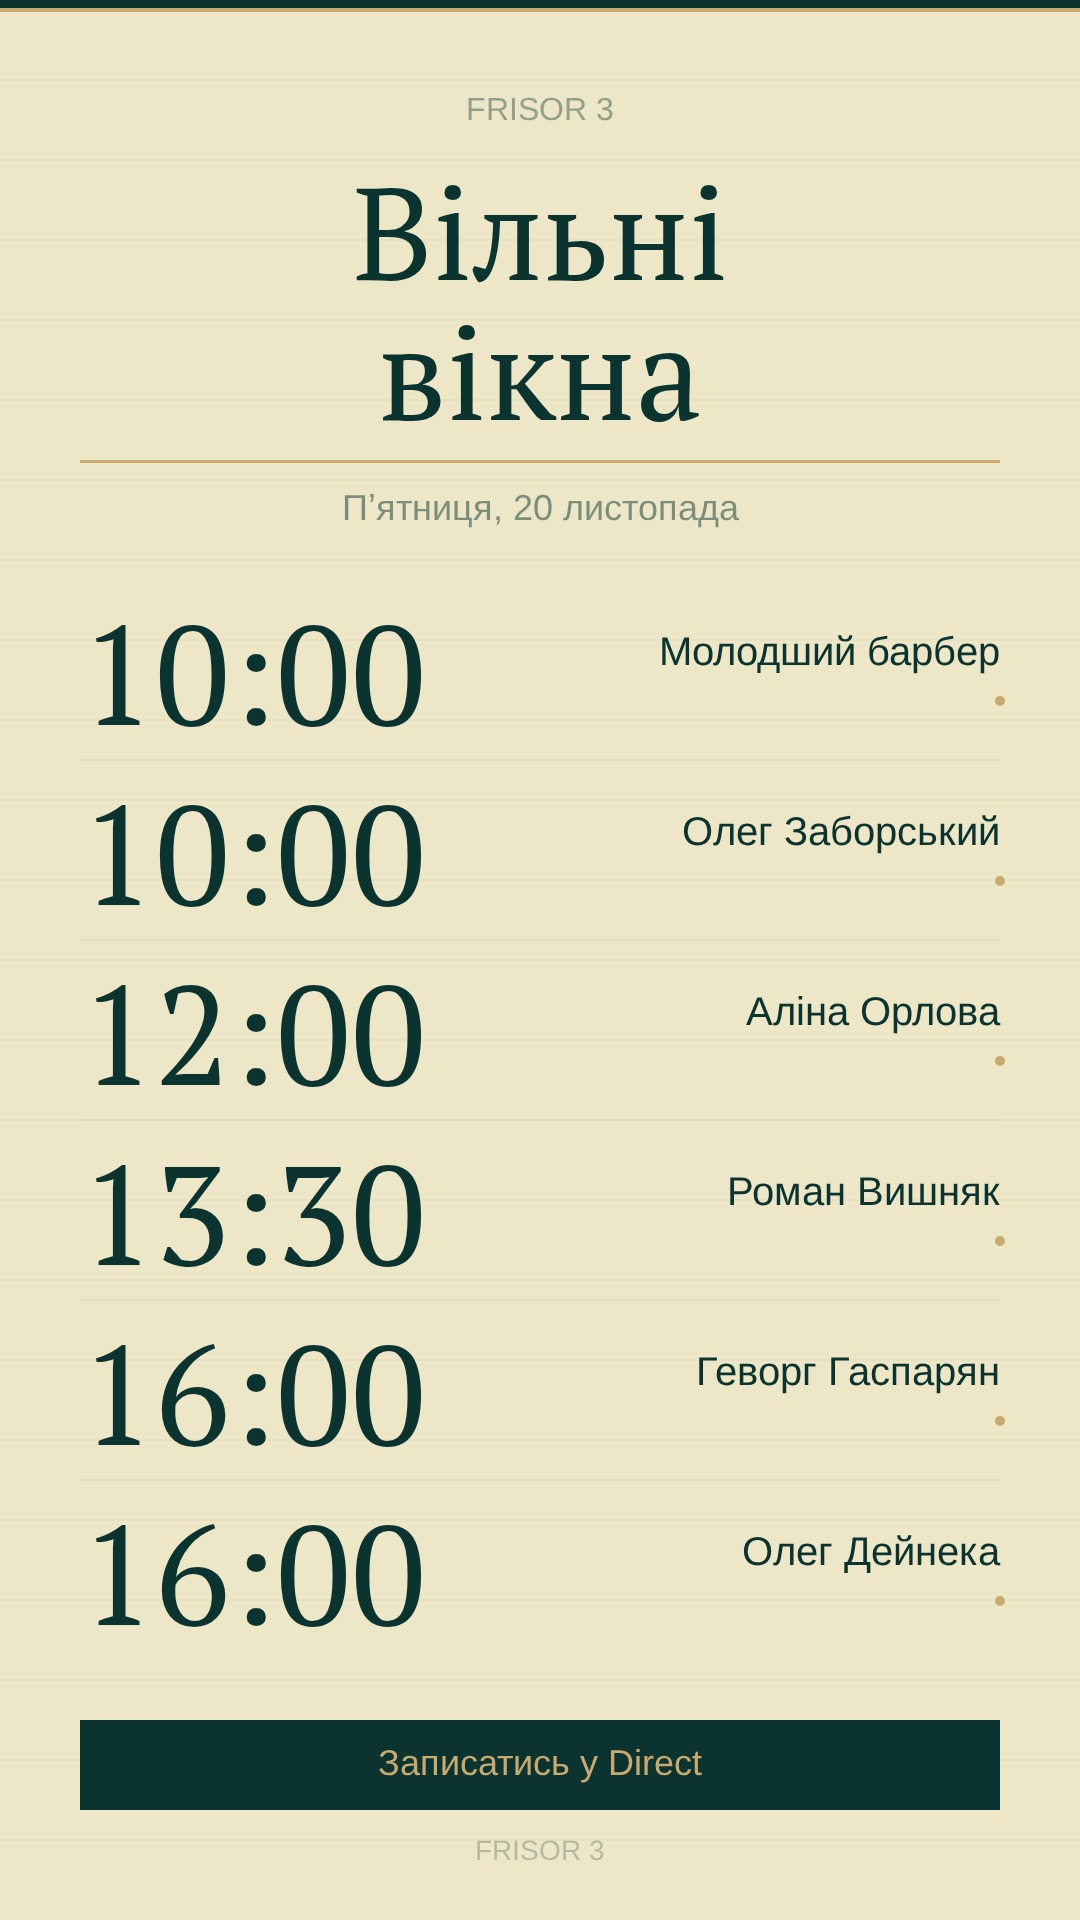 FRISOR 3
Вільні
вікна
П’ятниця, 20 листопада
10:00 Молодший барбер
10:00 Олег Заборський
12:00 Аліна Орлова
13:30 Роман Вишняк
16:00 Геворг Гаспарян
16:00 Олег Дейнека
Записатись у Direct
FRISOR 3